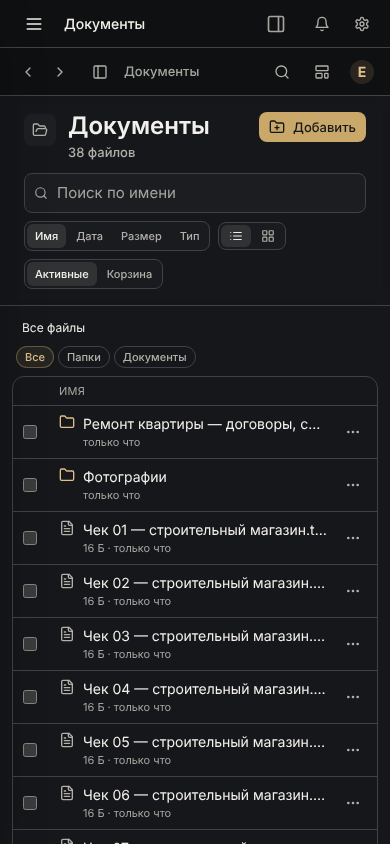 Документы
Документы
E
Документы
38 файлов
Добавить
Поиск по имени
Имя Дата Размер Тип
Активные Корзина
Все файлы
Все Папки Документы
ИМЯ
Ремонт квартиры — договоры, с...
только что
Фотографии
только что
Чек 01 — строительный магазин.t...
16 Б · только что
Чек 02 — строительный магазин....
16 Б · только что
Чек 03 — строительный магазин....
16 Б · только что
Чек 04 — строительный магазин....
16 Б · только что
Чек 05 — строительный магазин....
16 Б · только что
Чек 06 — строительный магазин....
16 Б · только что